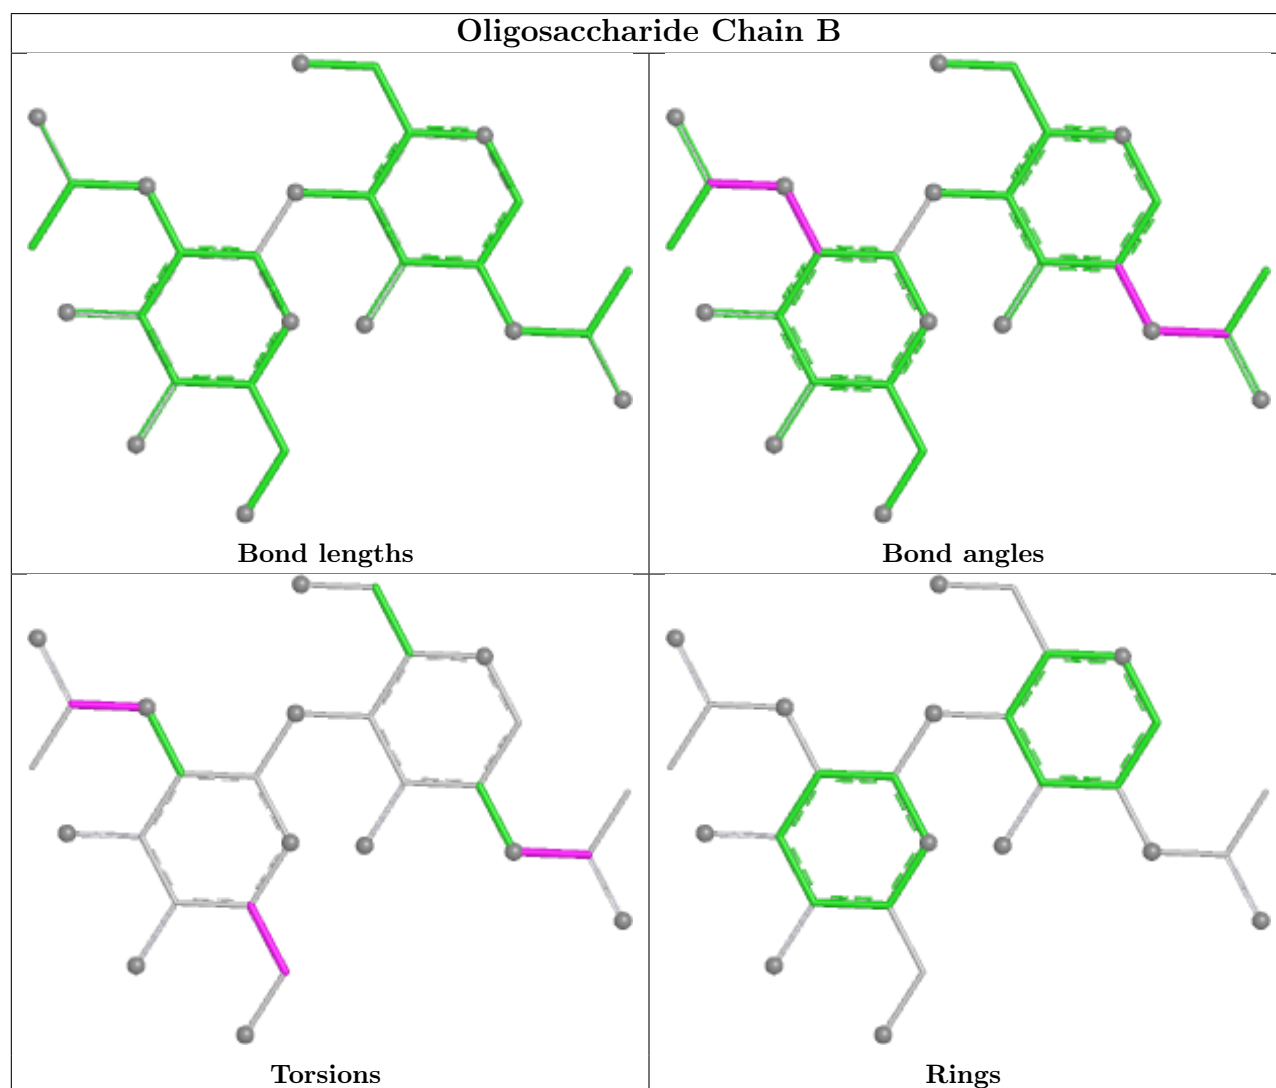 Oligosaccharide Chain B
Bond lengths
Bond angles
Torsions
Rings